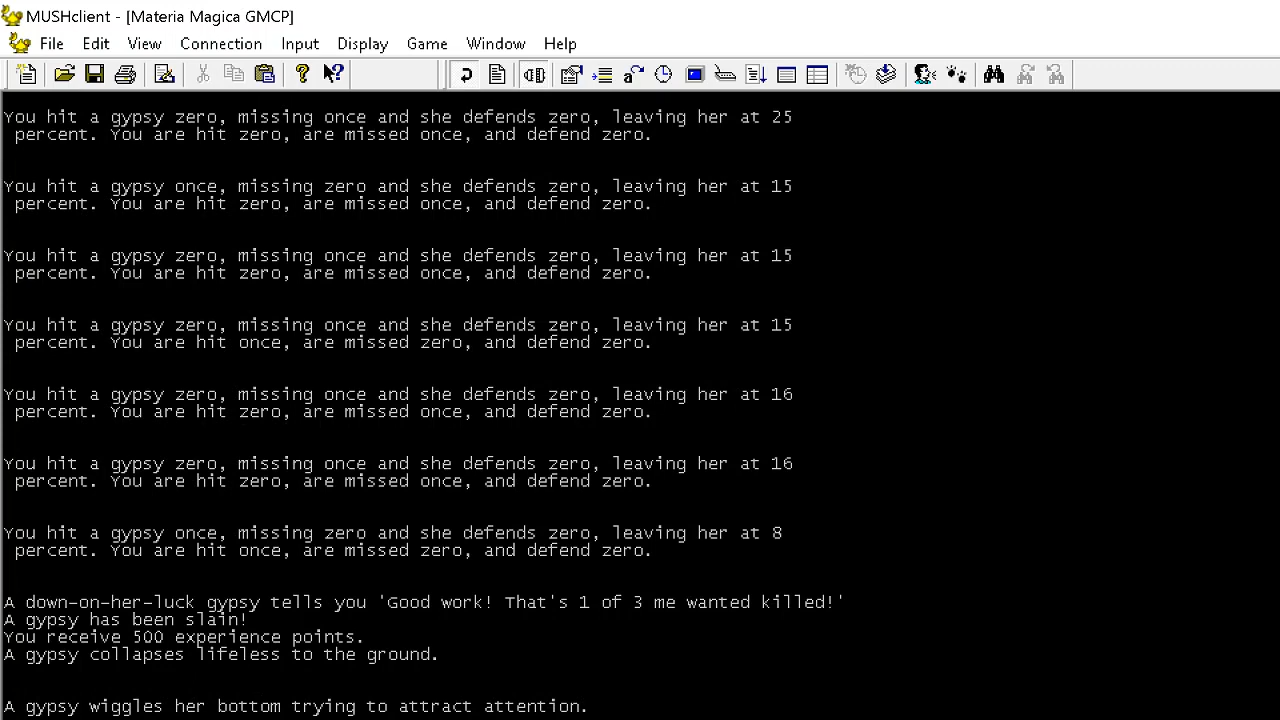 MUSHclient - [Materia Magica GMCP]
File Edit View Connection Input Display Game Window Help
You hit a gypsy zero, missing once and she defends zero, leaving her at 25
percent. You are hit zero, are missed once, and defend zero.
You hit a gypsy once, missing zero and she defends zero, leaving her at 15
percent. You are hit zero, are missed once, and defend zero.
You hit a gypsy zero, missing once and she defends zero, leaving her at 15
percent. You are hit zero, are missed once, and defend zero.
You hit a gypsy zero, missing once and she defends zero, leaving her at 15
percent. You are hit once, are missed zero, and defend zero.
You hit a gypsy zero, missing once and she defends zero, leaving her at 16
percent. You are hit zero, are missed once, and defend zero.
You hit a gypsy zero, missing once and she defends zero, leaving her at 16
percent. You are hit zero, are missed once, and defend zero.
You hit a gypsy once, missing zero and she defends zero, leaving her at 8
percent. You are hit once, are missed zero, and defend zero.
A down-on-her-luck gypsy tells you 'Good work! That's 1 of 3 me wanted killed!'
A gypsy has been slain!
You receive 500 experience points.
A gypsy collapses lifeless to the ground.
A gypsy wiggles her bottom trying to attract attention.